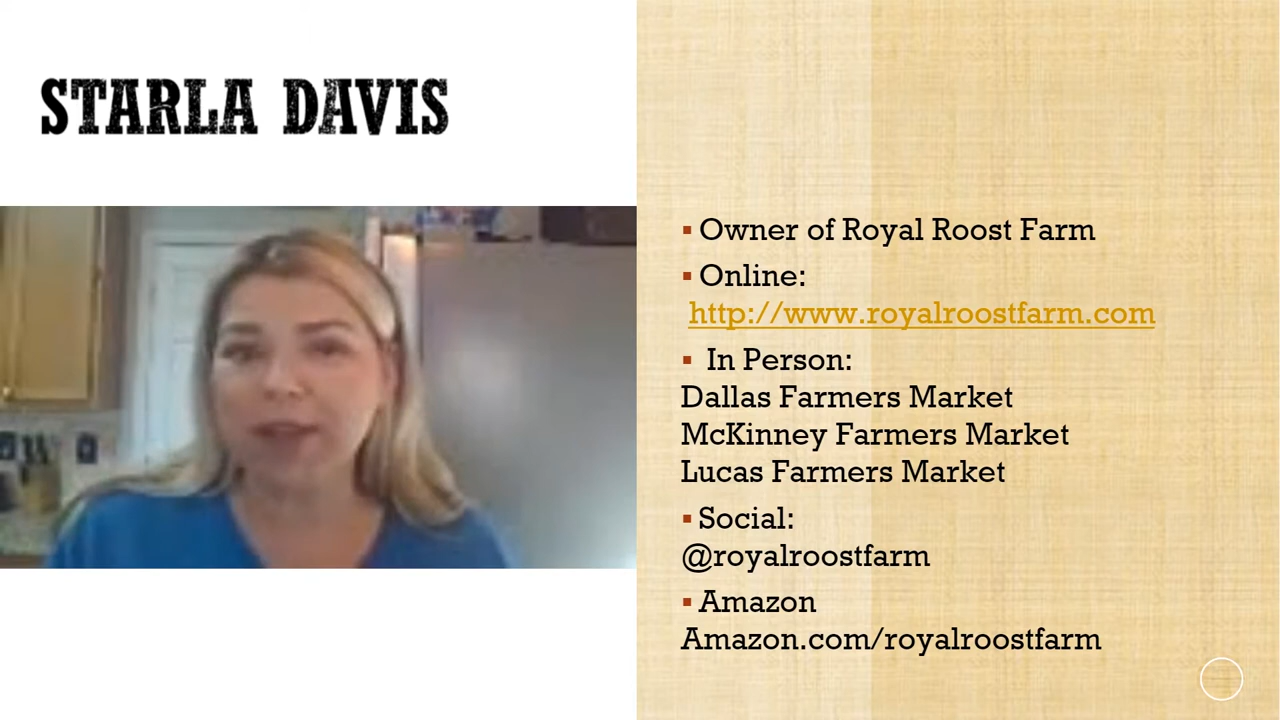 STARLA DAVIS
▪ Owner of Royal Roost Farm
▪ Online:
http://www.royalroostfarm.com
▪ In Person:
Dallas Farmers Market
McKinney Farmers Market
Lucas Farmers Market
▪ Social:
@royalroostfarm
▪ Amazon
Amazon.com/royalroostfarm